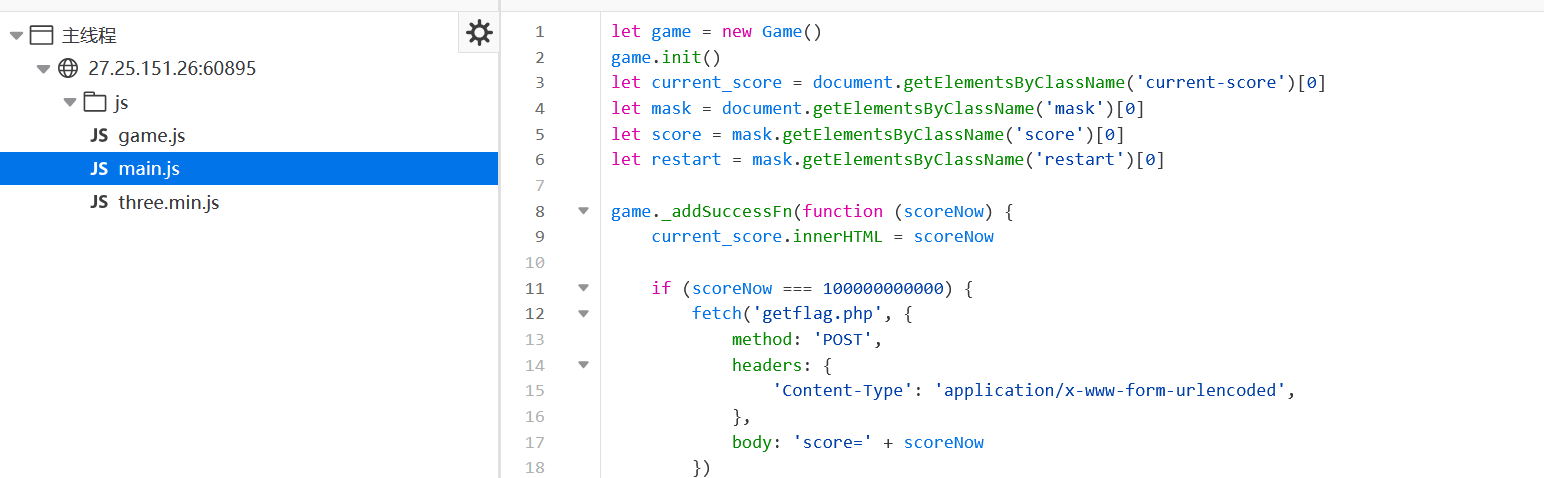 主线程
27.25.151.26:60895
js
JS game.js
JS main.js
JS three.min.js
1 let game = new Game()
2 game.init()
3 let current_score = document.getElementsByClassName('current-score')[0]
4 let mask = document.getElementsByClassName('mask')[0]
5 let score = mask.getElementsByClassName('score')[0]
6 let restart = mask.getElementsByClassName('restart')[0]
7
8 game._addSuccessFn(function (scoreNow) {
9     current_score.innerHTML = scoreNow
10
11     if (scoreNow === 100000000000) {
12         fetch('getflag.php', {
13             method: 'POST',
14             headers: {
15                 'Content-Type': 'application/x-www-form-urlencoded',
16             },
17             body: 'score=' + scoreNow
18         })